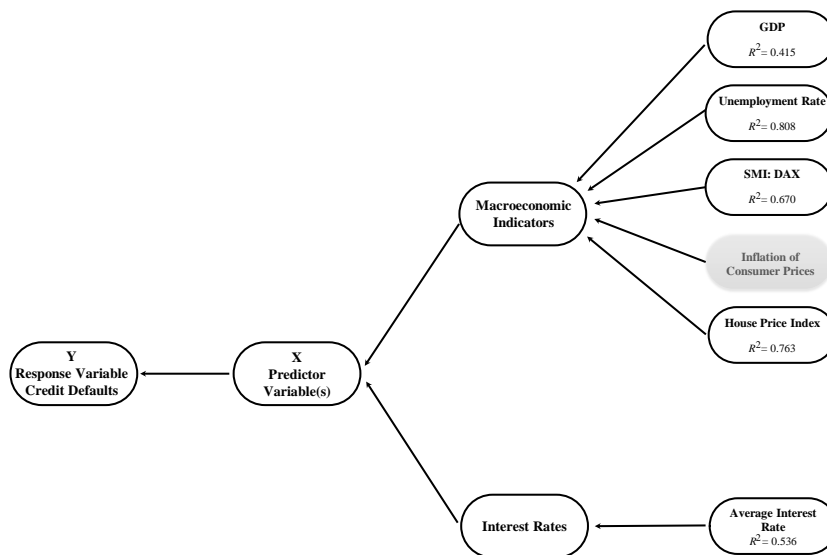 GDP
R²= 0.415
Unemployment Rate
R²= 0.808
SMI: DAX
R²= 0.670
Macroeconomic
Indicators
Inflation of
Consumer Prices
House Price Index
R²= 0.763
Y
Response Variable
Credit Defaults
X
Predictor
Variable(s)
Interest Rates
Average Interest
Rate
R²= 0.536